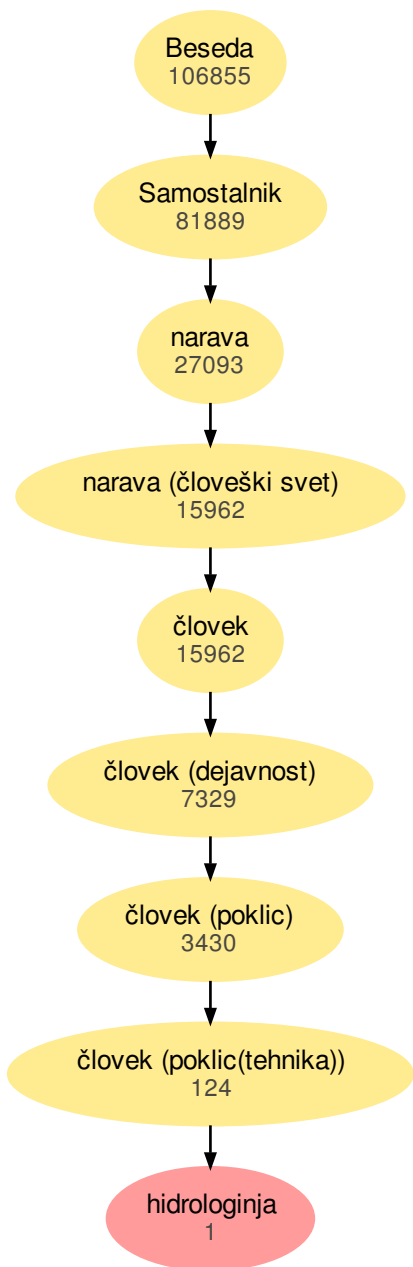 Beseda
106855
Samostalnik
81889
narava
27093
narava (človeški svet)
15962
človek
15962
človek (dejavnost)
7329
človek (poklic)
3430
človek (poklic(tehnika))
124
hidrologinja
1